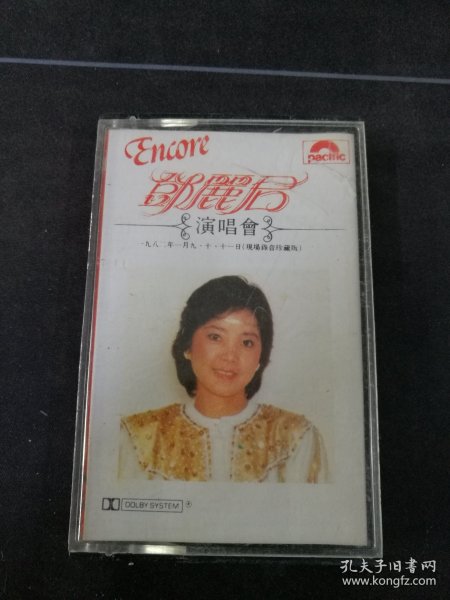 Encore
pacific
鄧麗君
演唱會
一九八二年一月九・十・十一日(現場錄音珍藏版)
DOLBY SYSTEM
孔夫子旧书网
www.kongfz.com